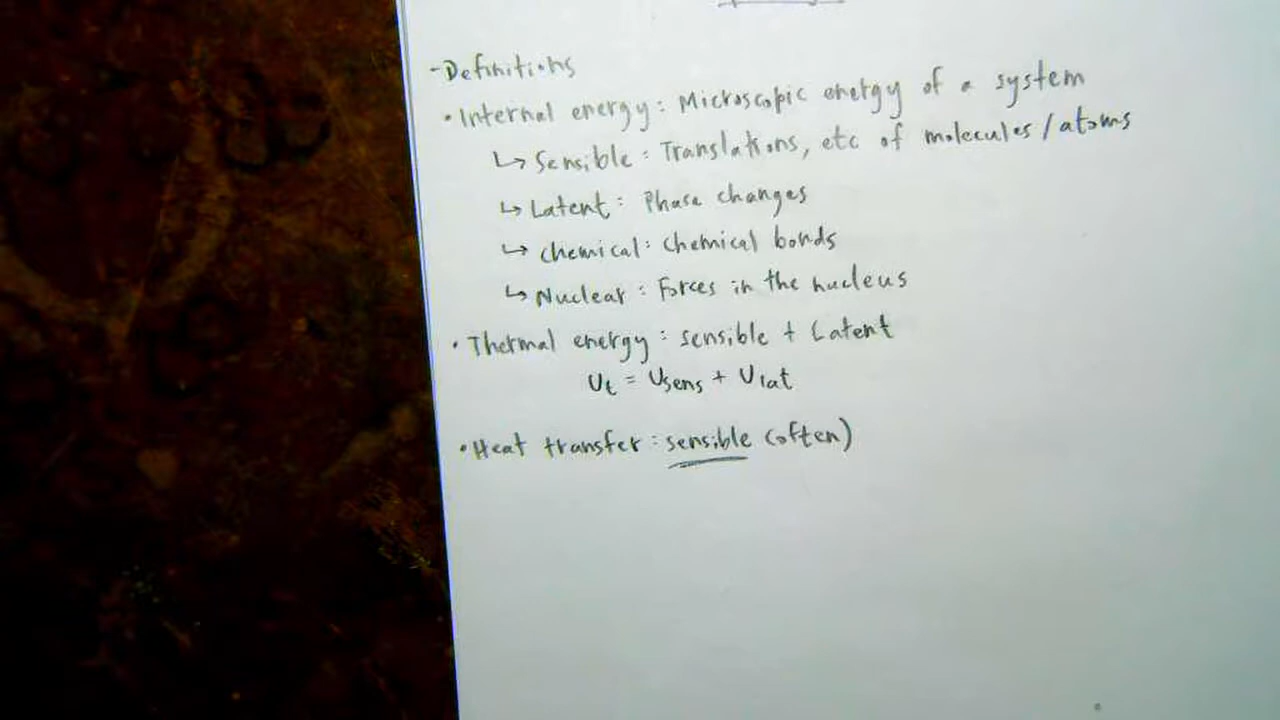 -Definitions
• Internal energy: Microscopic energy of a system
↳ Sensible: Translations, etc of molecules/atoms
↳ Latent: Phase changes
↳ Chemical: Chemical bonds
↳ Nuclear: Forces in the nucleus
• Thermal energy: sensible + Latent
Ut = Usens + Ulat
• Heat transfer: sensible (often)